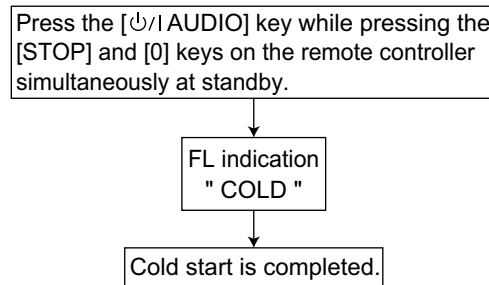 Press the [⏻/I AUDIO] key while pressing the
[STOP] and [0] keys on the remote controller
simultaneously at standby.
FL indication
" COLD "
Cold start is completed.